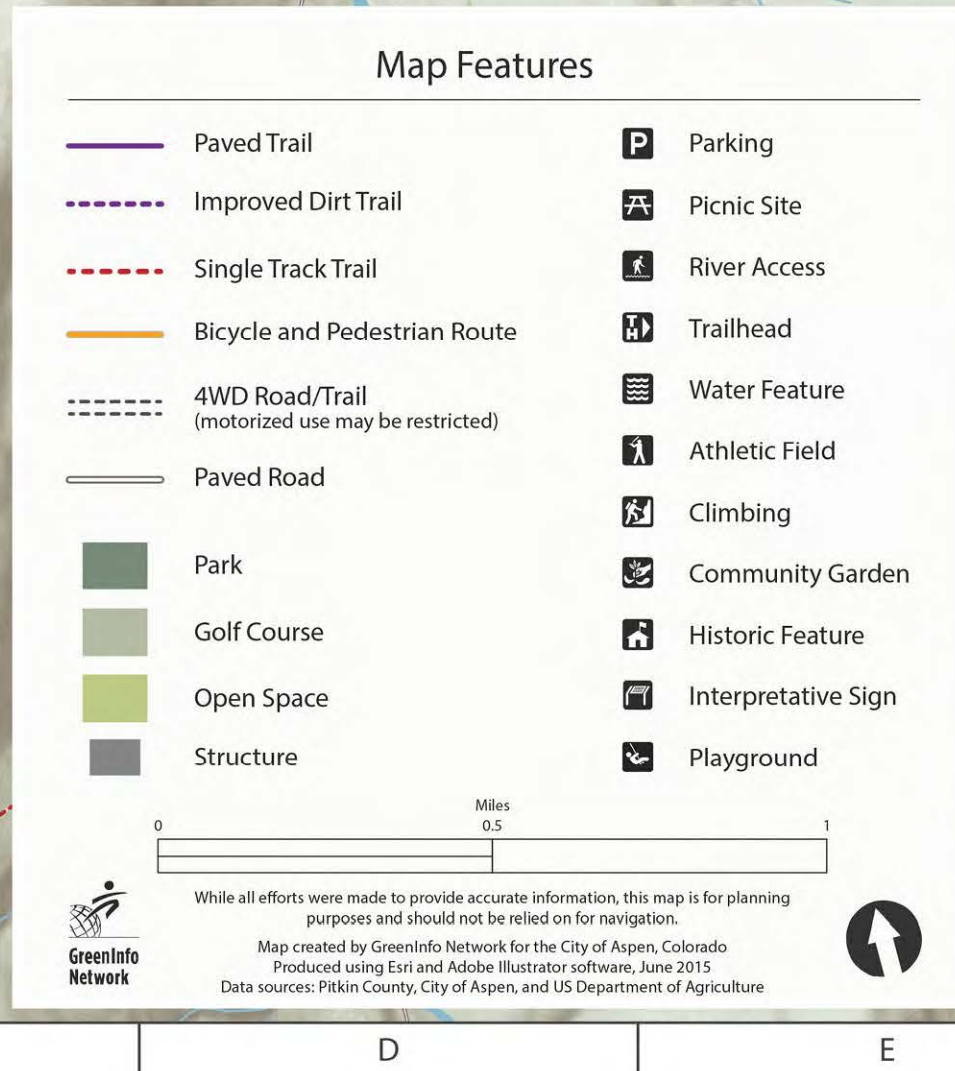 Map Features
Paved Trail
Improved Dirt Trail
Single Track Trail
Bicycle and Pedestrian Route
4WD Road/Trail
(motorized use may be restricted)
Paved Road
Park
Golf Course
Open Space
Structure
P Parking
Picnic Site
River Access
TH Trailhead
Water Feature
Athletic Field
Climbing
Community Garden
Historic Feature
Interpretative Sign
Playground
Miles
0 0.5 1
While all efforts were made to provide accurate information, this map is for planning
purposes and should not be relied on for navigation.
Map created by GreenInfo Network for the City of Aspen, Colorado
Produced using Esri and Adobe Illustrator software, June 2015
Data sources: Pitkin County, City of Aspen, and US Department of Agriculture
GreenInfo
Network
D E